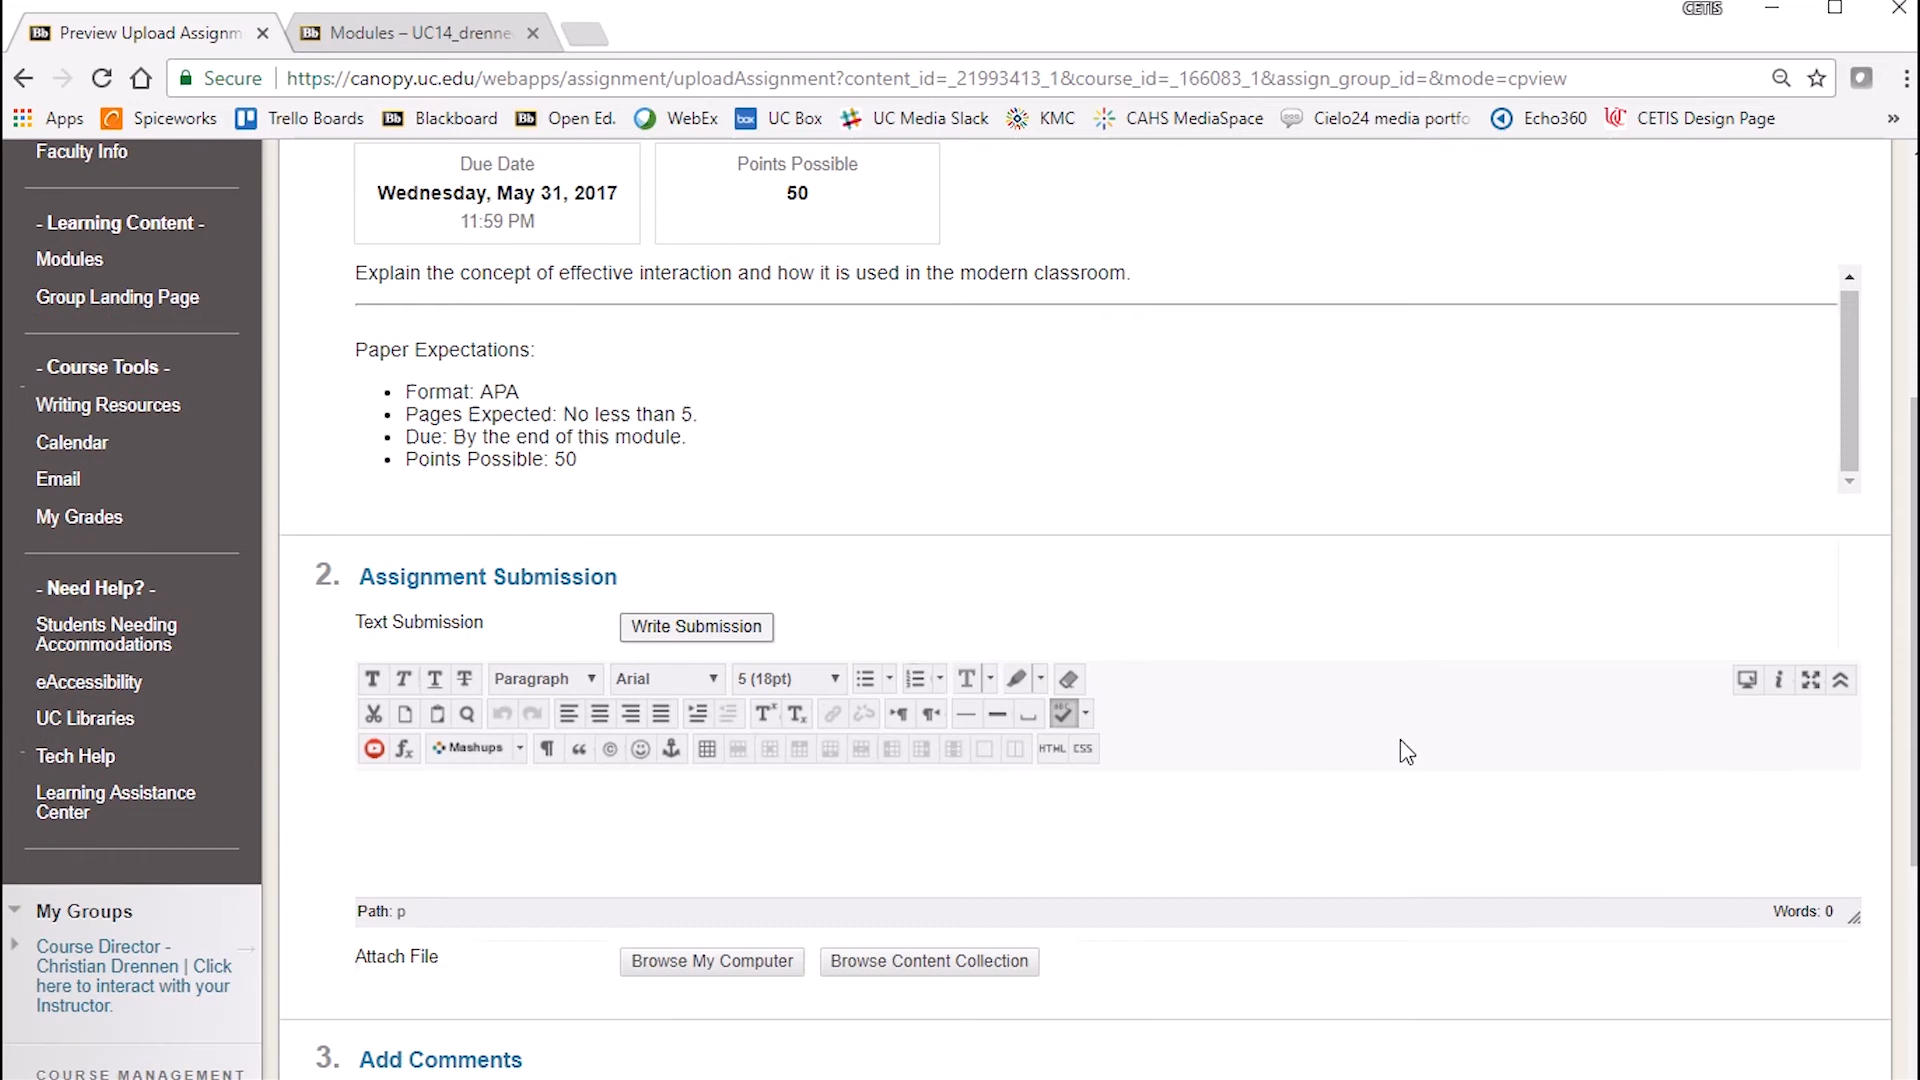 CETIS
Preview Upload Assignm
Modules – UC14_drenne
Secure
https://canopy.uc.edu/webapps/assignment/uploadAssignment?content_id=_21993413_1&course_id=_166083_1&assign_group_id=&mode=cpview
Apps
Spiceworks
Trello Boards
Bb
Blackboard
Bb
Open Ed.
WebEx
box
UC Box
UC Media Slack
KMC
CAHS MediaSpace
Cielo24 media portfo
Echo360
CETIS Design Page
Faculty Info
- Learning Content -
Modules
Group Landing Page
- Course Tools -
Writing Resources
Calendar
Email
My Grades
- Need Help? -
Students Needing
Accommodations
eAccessibility
UC Libraries
Tech Help
Learning Assistance
Center
My Groups
Course Director -
Christian Drennen | Click
here to interact with your
Instructor.
COURSE MANAGEMENT
Due Date
Wednesday, May 31, 2017
11:59 PM
Points Possible
50
Explain the concept of effective interaction and how it is used in the modern classroom.
Paper Expectations:
• Format: APA
• Pages Expected: No less than 5.
• Due: By the end of this module.
• Points Possible: 50
2. Assignment Submission
Text Submission
Write Submission
T T T T Paragraph Arial 5 (18pt)
Mashups
HTML CSS
Path: p
Words: 0
Attach File
Browse My Computer
Browse Content Collection
3. Add Comments